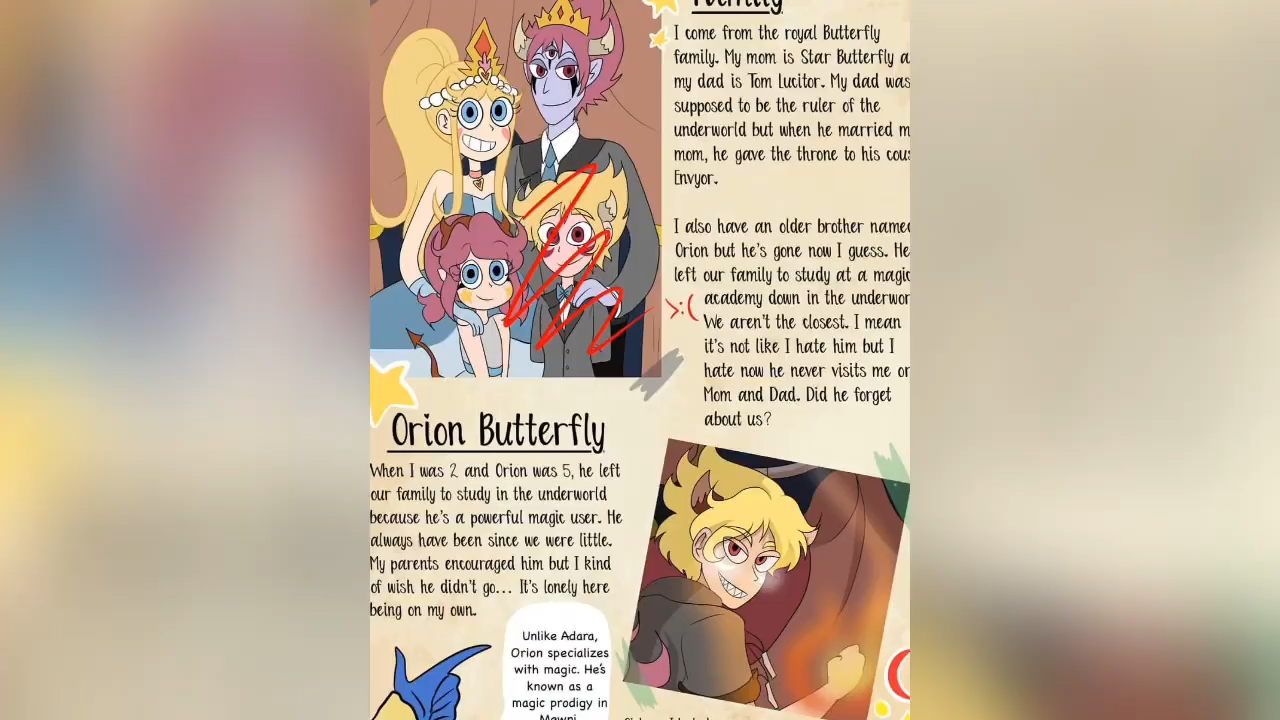 Family
I come from the royal Butterfly
family. My mom is Star Butterfly a
my dad is Tom Lucitor. My dad was
supposed to be the ruler of the
underworld but when he married m
mom, he gave the throne to his cous
Envyor.
I also have an older brother named
Orion but he's gone now I guess. He
left our family to study at a magic
academy down in the underwor
>:(
We aren't the closest. I mean
it's not like I hate him but I
hate now he never visits me or
Mom and Dad. Did he forget
about us?
Orion Butterfly
When I was 2 and Orion was 5, he left
our family to study in the underworld
because he's a powerful magic user. He
always have been since we were little.
My parents encouraged him but I kind
of wish he didn't go... It's lonely here
being on my own.
Unlike Adara,
Orion specializes
with magic. He's
known as a
magic prodigy in
Mewni